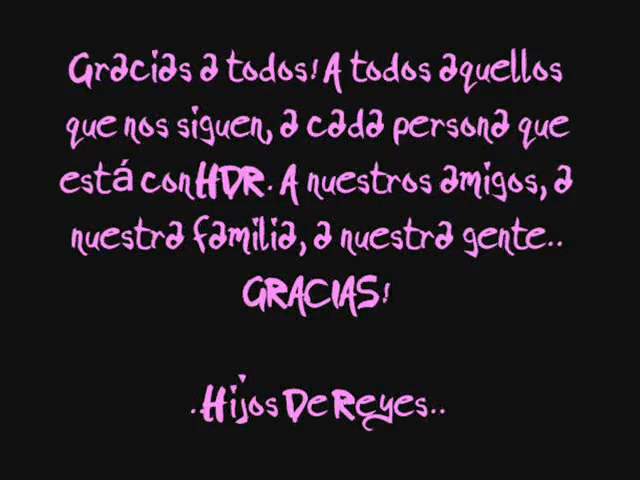 Gracias a todos! A todos aquellos
que nos siguen, a cada persona que
está con HDR. A nuestros amigos, a
nuestra familia, a nuestra gente..
GRACIAS!
.Hijos De Reyes..